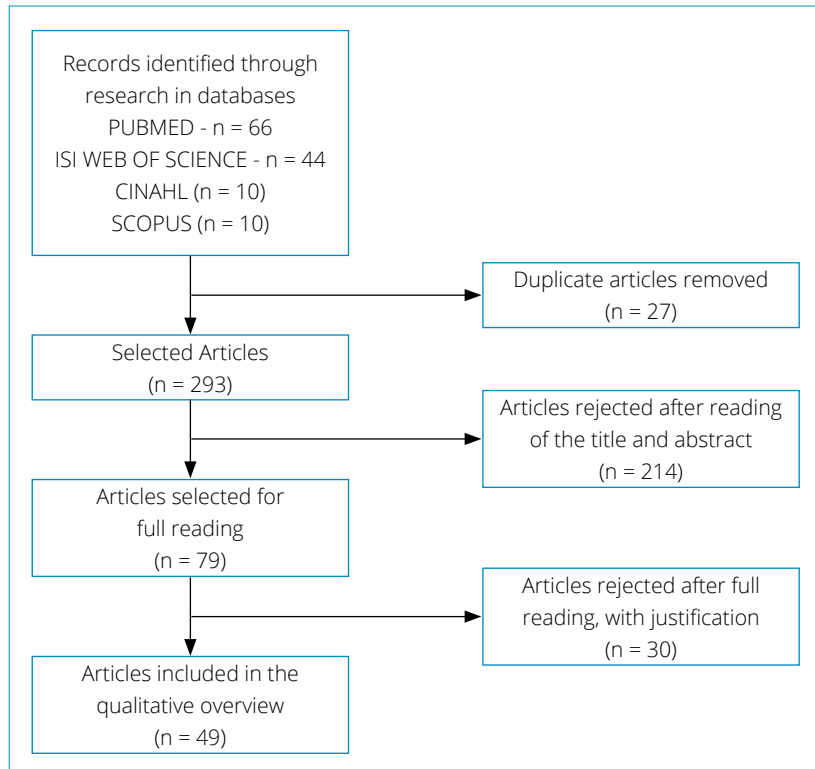 Records identified through
research in databases
PUBMED - n = 66
ISI WEB OF SCIENCE - n = 44
CINAHL (n = 10)
SCOPUS (n = 10)
Duplicate articles removed
(n = 27)
Selected Articles
(n = 293)
Articles rejected after reading
of the title and abstract
(n = 214)
Articles selected for
full reading
(n = 79)
Articles rejected after full
reading, with justification
(n = 30)
Articles included in the
qualitative overview
(n = 49)